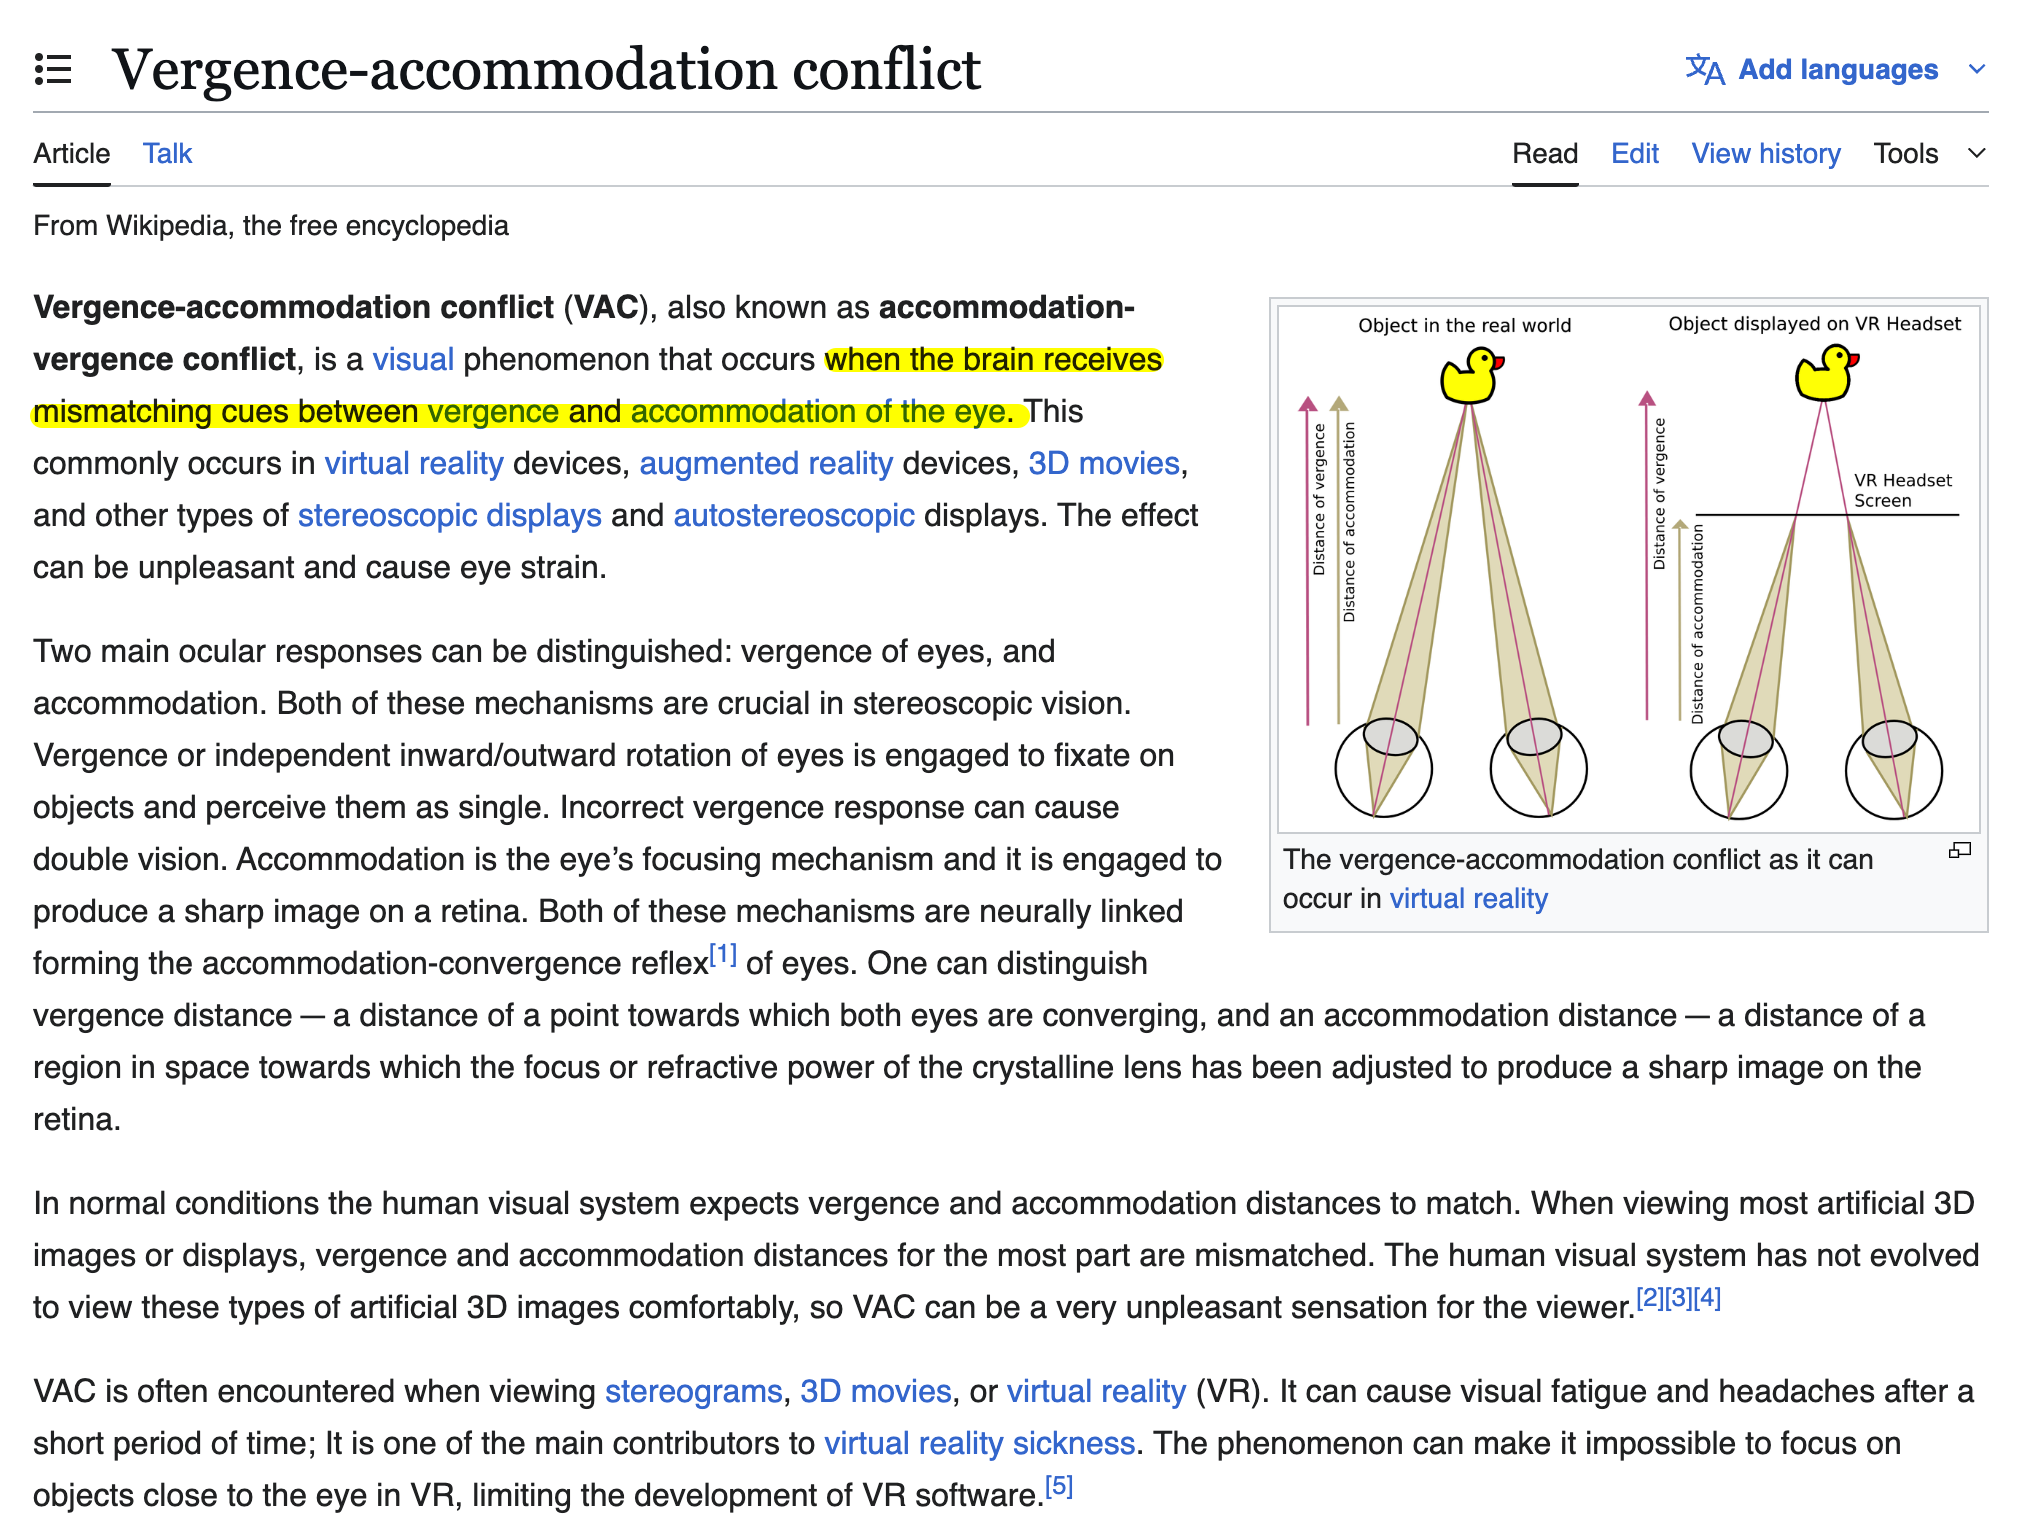 Vergence-accommodation conflict
Add languages
Article Talk
Read Edit View history Tools
From Wikipedia, the free encyclopedia
Vergence-accommodation conflict (VAC), also known as accommodation-
vergence conflict, is a visual phenomenon that occurs when the brain receives
mismatching cues between vergence and accommodation of the eye. This
commonly occurs in virtual reality devices, augmented reality devices, 3D movies,
and other types of stereoscopic displays and autostereoscopic displays. The effect
can be unpleasant and cause eye strain.
Object in the real world
Object displayed on VR Headset
Distance of vergence
Distance of accommodation
Distance of vergence
Distance of accommodation
VR Headset
Screen
The vergence-accommodation conflict as it can
occur in virtual reality
Two main ocular responses can be distinguished: vergence of eyes, and
accommodation. Both of these mechanisms are crucial in stereoscopic vision.
Vergence or independent inward/outward rotation of eyes is engaged to fixate on
objects and perceive them as single. Incorrect vergence response can cause
double vision. Accommodation is the eye’s focusing mechanism and it is engaged to
produce a sharp image on a retina. Both of these mechanisms are neurally linked
forming the accommodation-convergence reflex[1] of eyes. One can distinguish
vergence distance — a distance of a point towards which both eyes are converging, and an accommodation distance — a distance of a
region in space towards which the focus or refractive power of the crystalline lens has been adjusted to produce a sharp image on the
retina.
In normal conditions the human visual system expects vergence and accommodation distances to match. When viewing most artificial 3D
images or displays, vergence and accommodation distances for the most part are mismatched. The human visual system has not evolved
to view these types of artificial 3D images comfortably, so VAC can be a very unpleasant sensation for the viewer.[2][3][4]
VAC is often encountered when viewing stereograms, 3D movies, or virtual reality (VR). It can cause visual fatigue and headaches after a
short period of time; It is one of the main contributors to virtual reality sickness. The phenomenon can make it impossible to focus on
objects close to the eye in VR, limiting the development of VR software.[5]